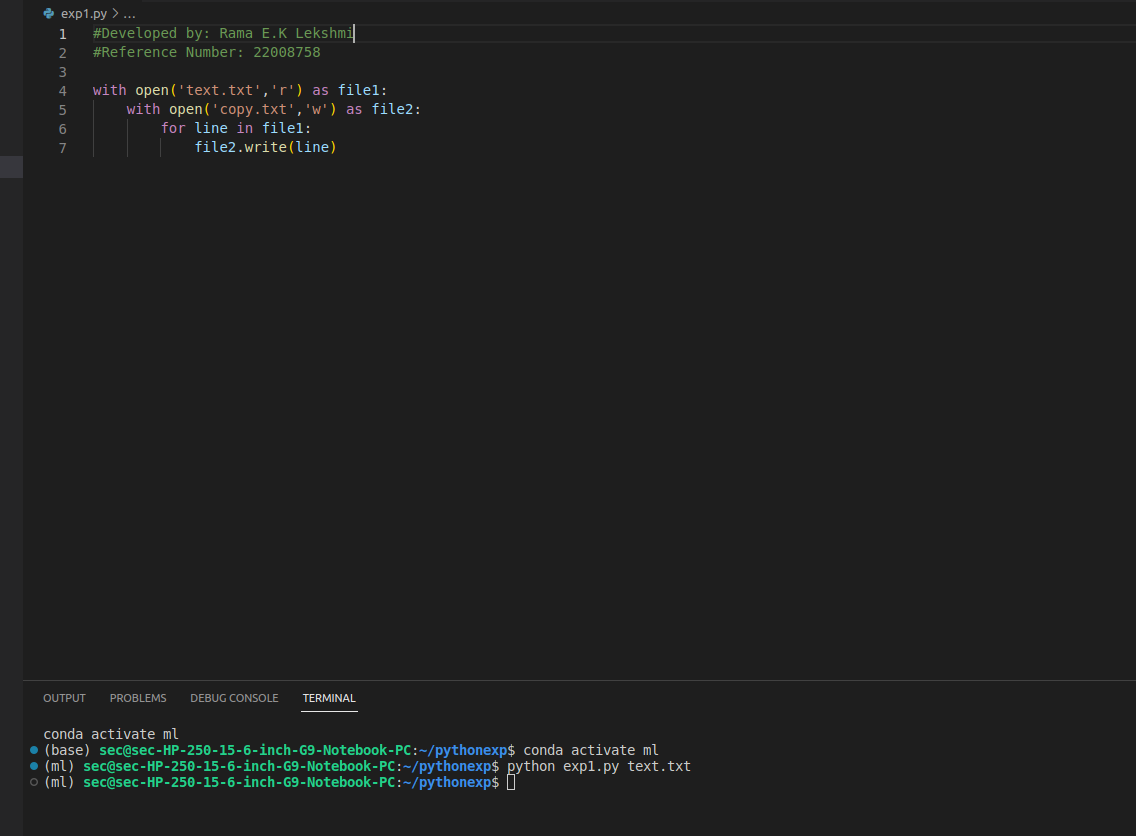 exp1.py > ...
1 #Developed by: Rama E.K Lekshmi
2 #Reference Number: 22008758
3
4 with open('text.txt','r') as file1:
5     with open('copy.txt','w') as file2:
6         for line in file1:
7             file2.write(line)
OUTPUT PROBLEMS DEBUG CONSOLE TERMINAL
conda activate ml
(base) sec@sec-HP-250-15-6-inch-G9-Notebook-PC:~/pythonexp$ conda activate ml
(ml) sec@sec-HP-250-15-6-inch-G9-Notebook-PC:~/pythonexp$ python exp1.py text.txt
(ml) sec@sec-HP-250-15-6-inch-G9-Notebook-PC:~/pythonexp$